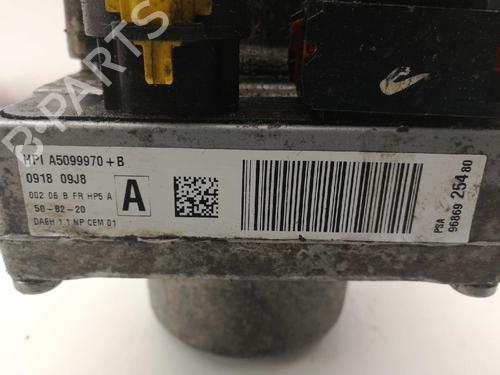 HPI A5099970+B
0918 09J8
002 06 B FR HP5 A
50-82-20
DAEH 1.1 NP CEM 01
A
PSA
96869 254 80
B-PARTS